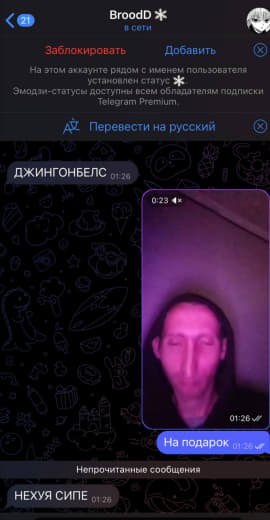 21
BroodD
в сети
Заблокировать
Добавить
На этом аккаунте рядом с именем пользователя
установлен статус
Эмодзи-статусы доступны всем обладателям подписки
Telegram Premium.
Перевести на русский
ДЖИНГОНБЕЛС 01:26
0:23
01:26
На подарок 01:26
Непрочитанные сообщения
НЕХУЯ СИПЕ 01:26